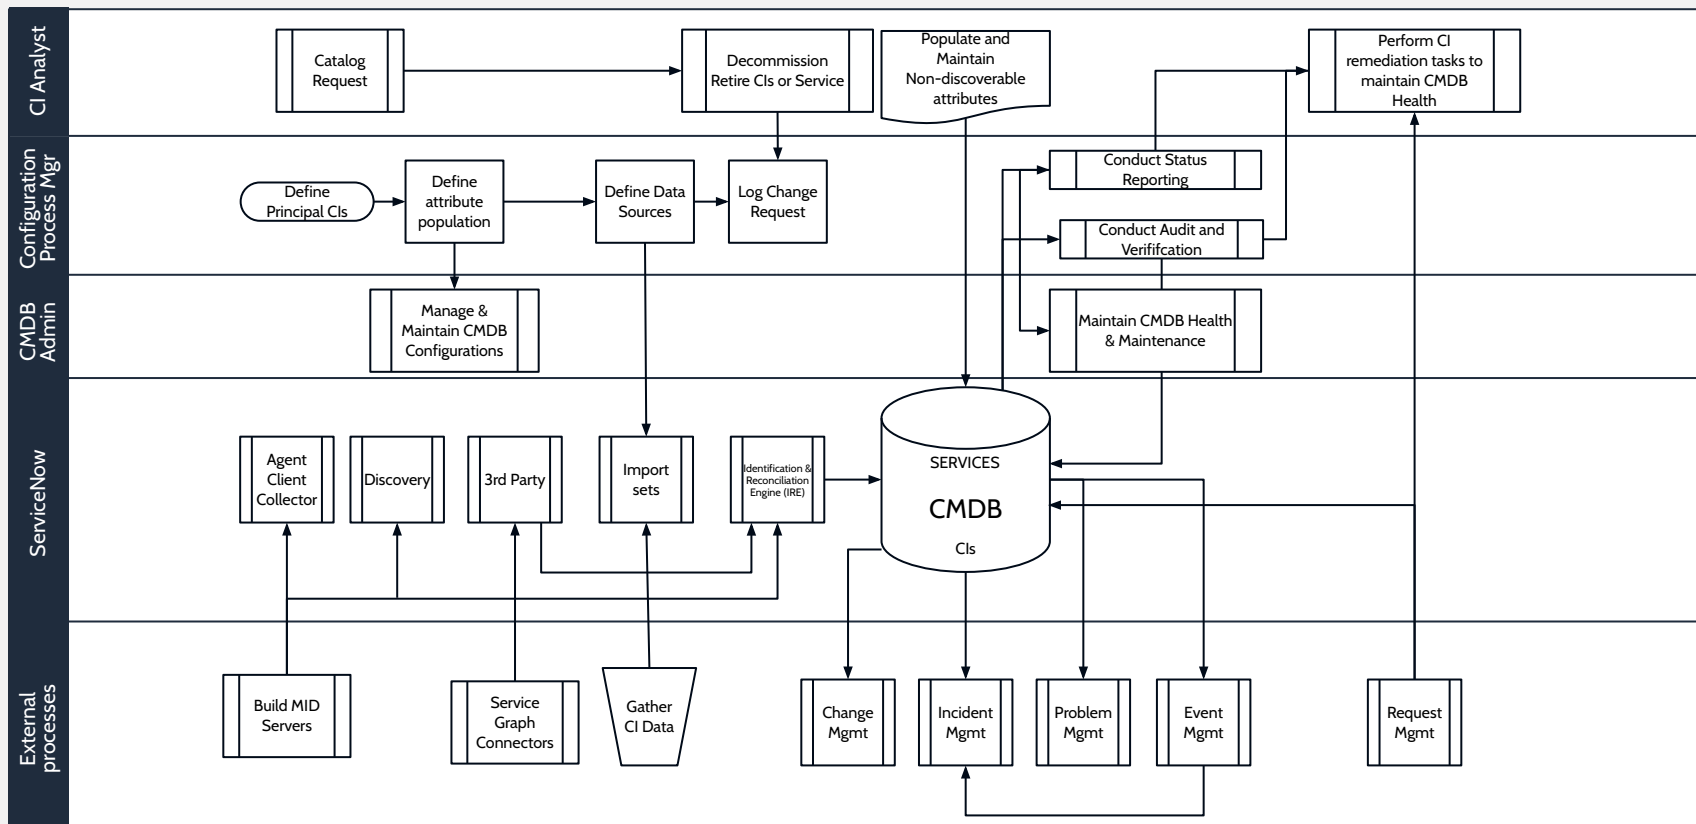 CI Analyst
Catalog
Request
Decommission
Retire CIs or Service
Populate and
Maintain
Non-discoverable
attributes
Perform CI
remediation tasks to
maintain CMDB
Health
Configuration
Process Mgr
Define
Principal CIs
Define
attribute
population
Define Data
Sources
Log Change
Request
Conduct Status
Reporting
Conduct Audit and
Verififcation
CMDB
Admin
Manage &
Maintain CMDB
Configurations
Maintain CMDB Health
& Maintenance
ServiceNow
Agent
Client
Collector
Discovery
3rd Party
Import
sets
Identification &
Reconciliation
Engine (IRE)
SERVICES
CMDB
CIs
External
processes
Build MID
Servers
Service
Graph
Connectors
Gather
CI Data
Change
Mgmt
Incident
Mgmt
Problem
Mgmt
Event
Mgmt
Request
Mgmt